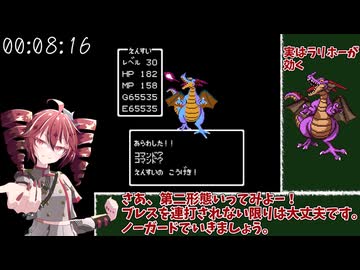 00:08:16
えんすい
レベル 30
HP 182
MP 158
G65535
E65535
あらわした!!
えんすいの こうげき!
実はラリホーが
効く
さあ、第二形態いってみよー!
ブレスを連打されない限りは大丈夫です。
ノーガードでいきましょう。